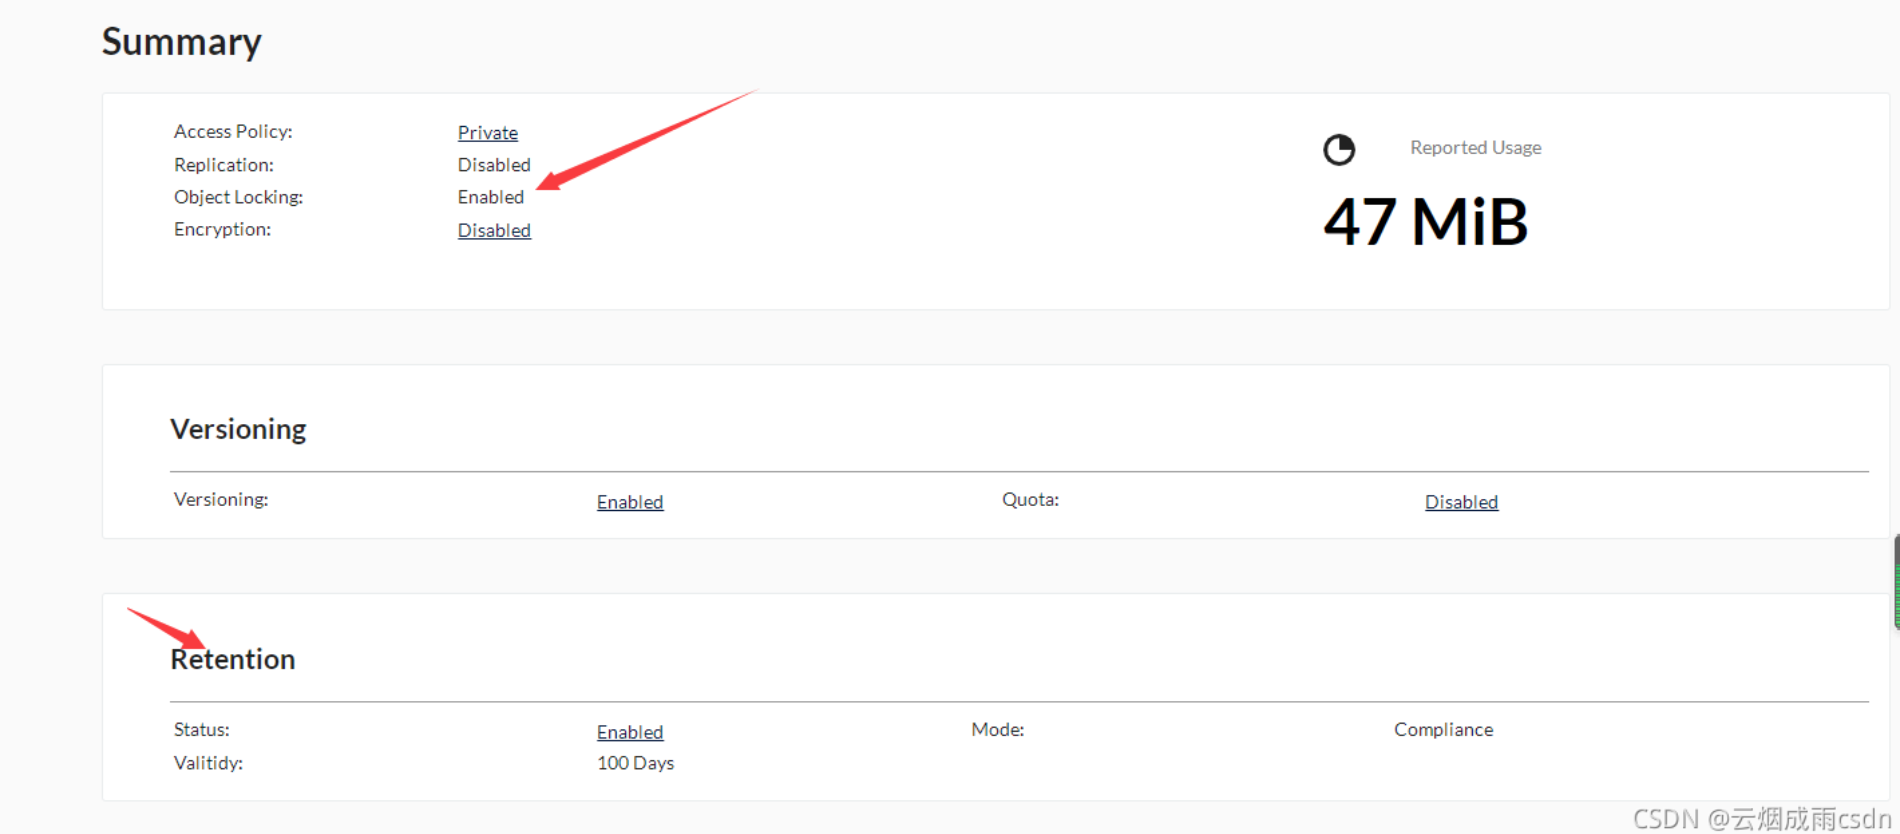 Summary
Access Policy: Private
Replication: Disabled
Object Locking: Enabled
Encryption: Disabled
Reported Usage
47 MiB
Versioning
Versioning: Enabled Quota: Disabled
Retention
Status: Enabled Mode: Compliance
Valitidy: 100 Days
CSDN @云烟成雨csdn